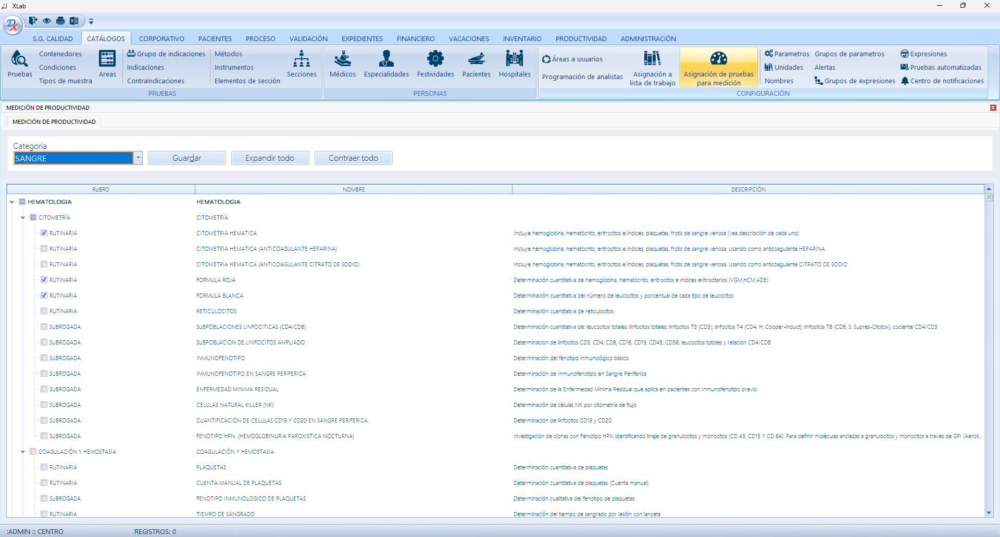 XLab
S.G. CALIDAD CATÁLOGOS CORPORATIVO PACIENTES PROCESO VALIDACIÓN EXPEDIENTES FINANCIERO VACACIONES INVENTARIO PRODUCTIVIDAD ADMINISTRACIÓN
Pruebas
Contenedores
Condiciones
Tipos de muestra
Areas
Grupo de indicaciones
Indicaciones
ContraIndicaciones
Métodos
Instrumentos
Elementos de sección
Secciones
PRUEBAS
Médicos
Especialidades
Festividades
Pacientes
Hospitales
PERSONAS
Áreas a usuarios
Programación de analistas
Asignación a
lista de trabajo
Asignación de pruebas
para medición
Parametros
Unidades
Nombres
Grupos de parametros
Alertas
Grupos de expresiones
Expresiones
Pruebas automatizadas
Centro de notificaciones
CONFIGURACIÓN
MEDICIÓN DE PRODUCTIVIDAD
MEDICIÓN DE PRODUCTIVIDAD
Categoria
SANGRE Guardar Expandir todo Contraer todo
RUBRO NOMBRE DESCRIPCIÓN
HEMATOLOGIA HEMATOLOGIA
CITOMETRÍA CITOMETRÍA
RUTINARIA CITOMETRIA HEMATICA Incluye hemoglobina, hematócrito, eritrocitos e índices, plaquetas, frotis de sangre venosa (vea descripción de cada uno)
RUTINARIA CITOMETRIA HEMATICA (ANTICOAGULANTE HEPARINA) Incluye hemoglobina, hematócrito, eritrocitos e índices, plaquetas, frotis de sangre venosa. Usando como anticoagulante HEPARINA
RUTINARIA CITOMETRIA HEMATICA (ANTICOAGULANTE CITRATO DE SODIO) Incluye hemoglobina, hematócrito, eritrocitos e índices, plaquetas, frotis de sangre venosa. Usando como anticoagulante CITRATO DE SODIO
RUTINARIA FORMULA ROJA Determinación cuantitativa de hemoglobina, hematócrito, eritrocitos e indices eritrocitarios (VGM,HCM,ADE)
RUTINARIA FORMULA BLANCA Determinación cuantitativa del número de leucocitos y porcentual de cada tipo de leucocitos
RUTINARIA RETICULOCITOS Determinación cuantitativa de reticulocitos
SUBROGADA SUBPOBLACIONES LINFOCITICAS (CD4/CD8) Determinación cuantitativa de: leucocitos totales; linfocitos totales; linfocitos T3 (CD3); linfocitos T4 (CD4, H, Cooper-induct); linfocitos T8 (CD8, S, Supres-Citotox); cociente CD4/CD3
SUBROGADA SUBPOBLACION DE LINFOCITOS AMPLIADO Determinacion de linfocitos CD3, CD4, CD8, CD16, CD19, CD45, CD56, leucocitos totoles y relacion CD4/CD8
SUBROGADA INMUNOFENOTIPO Determinación del fenotipo inmunológico básico
SUBROGADA INMUNOFENOTIPO EN SANGRE PERIFERICA Determinación de Inmunofenotipo en Sangre Periferica
SUBROGADA ENFERMEDAD MINIMA RESIDUAL Determinación de la Enfermedad Mínima Residual que aplica en pacientes con Inmunofenotipo previo
SUBROGADA CELULAS NATURAL KILLER (NK) Determinación de células NK por citometría de flujo
SUBROGADA CUANTIFICACIÓN DE CELULAS CD19 Y CD20 EN SANGRE PERIFERICA Determinacion de linfocitos CD19 y CD20.
SUBROGADA FENOTIPO HPN (HEMOGLOBINURIA PAROXISTICA NOCTURNA) Investigación de clonas con Fenotipo HPN identificando linaje de granulocitos y monocitos (CD 45, CD15 Y CD 64). Para definir moléculas ancladas a granulocitos y monocitos a traves de GPI (Aeroli...
COAGULACIÓN Y HEMOSTASIA COAGULACIÓN Y HEMOSTASIA
RUTINARIA PLAQUETAS Determinación cuantitativa de plaquetas
RUTINARIA CUENTA MANUAL DE PLAQUETAS Determinación cuantitativa de plaquetas (Cuenta manual)
SUBROGADA FENOTIPO INMUNOLOGICO DE PLAQUETAS Determinación cualitativa del fenotipo de plaquetas
RUTINARIA TIEMPO DE SANGRADO Determinación del tiempo de sangrado por lesión con lanceta
:ADMIN :: CENTRO REGISTROS: 0